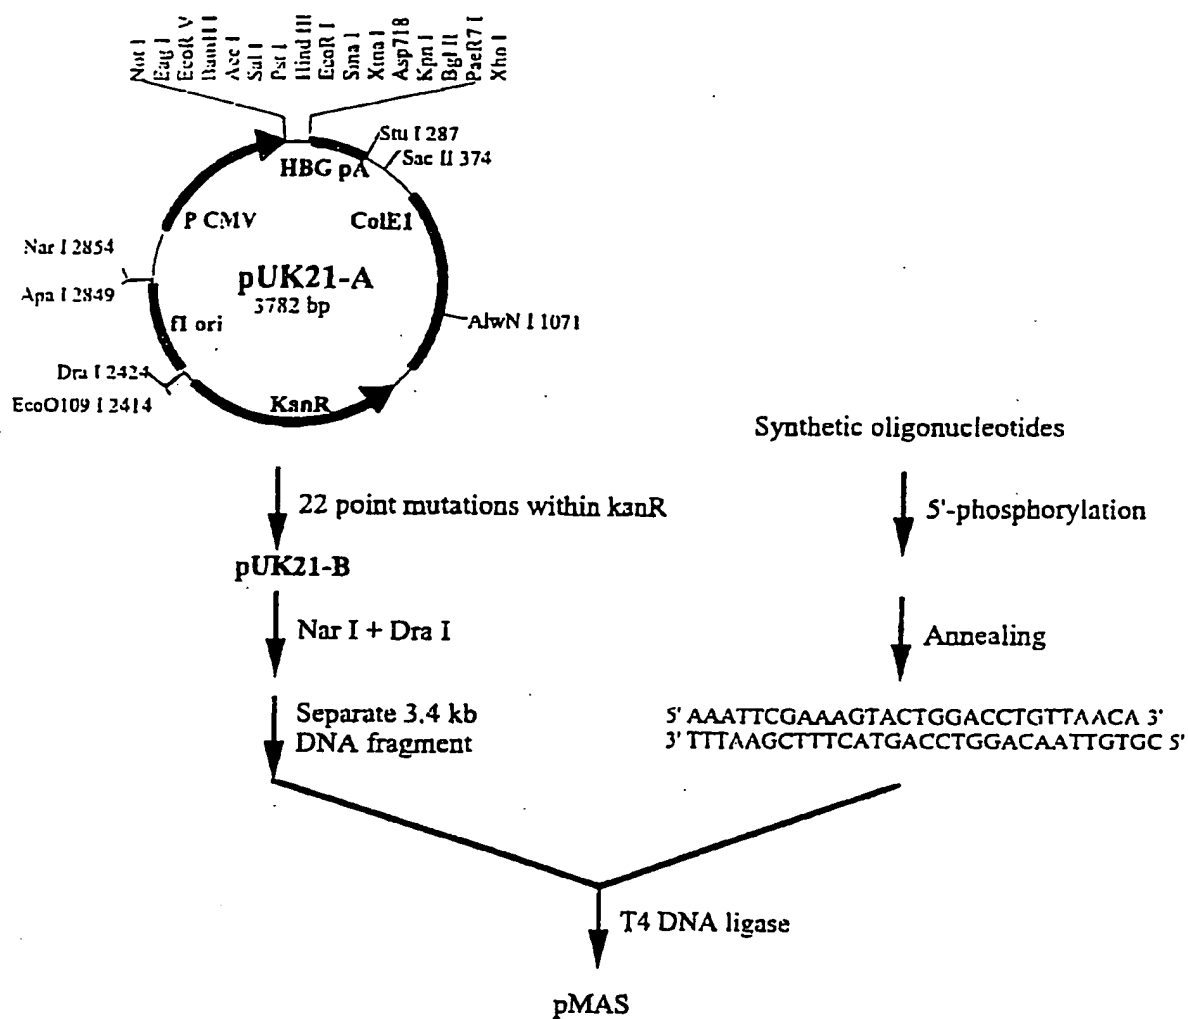 Not I
Eag I
EcoR V
BamH I
Acc I
Sal I
Pst I
Hind III
EcoR I
Sma I
Xma I
Asp718
Kpn I
Bgl II
PaeR7 I
Xho I
Stu I 287
Sac II 374
HBG pA
P CMV
ColE1
Nar I 2854
pUK21-A
3782 bp
Apa I 2849
f1 ori
AlwN I 1071
Dra I 2424
EcoO109 I 2414
KanR
Synthetic oligonucleotides
22 point mutations within kanR
5'-phosphorylation
pUK21-B
Nar I + Dra I
Annealing
Separate 3.4 kb
DNA fragment
5' AAATTCGAAAGTACTGGACCTGTTAACA 3'
3' TTTAAGCTTTCATGACCTGGACAATTGTGC 5'
T4 DNA ligase
pMAS